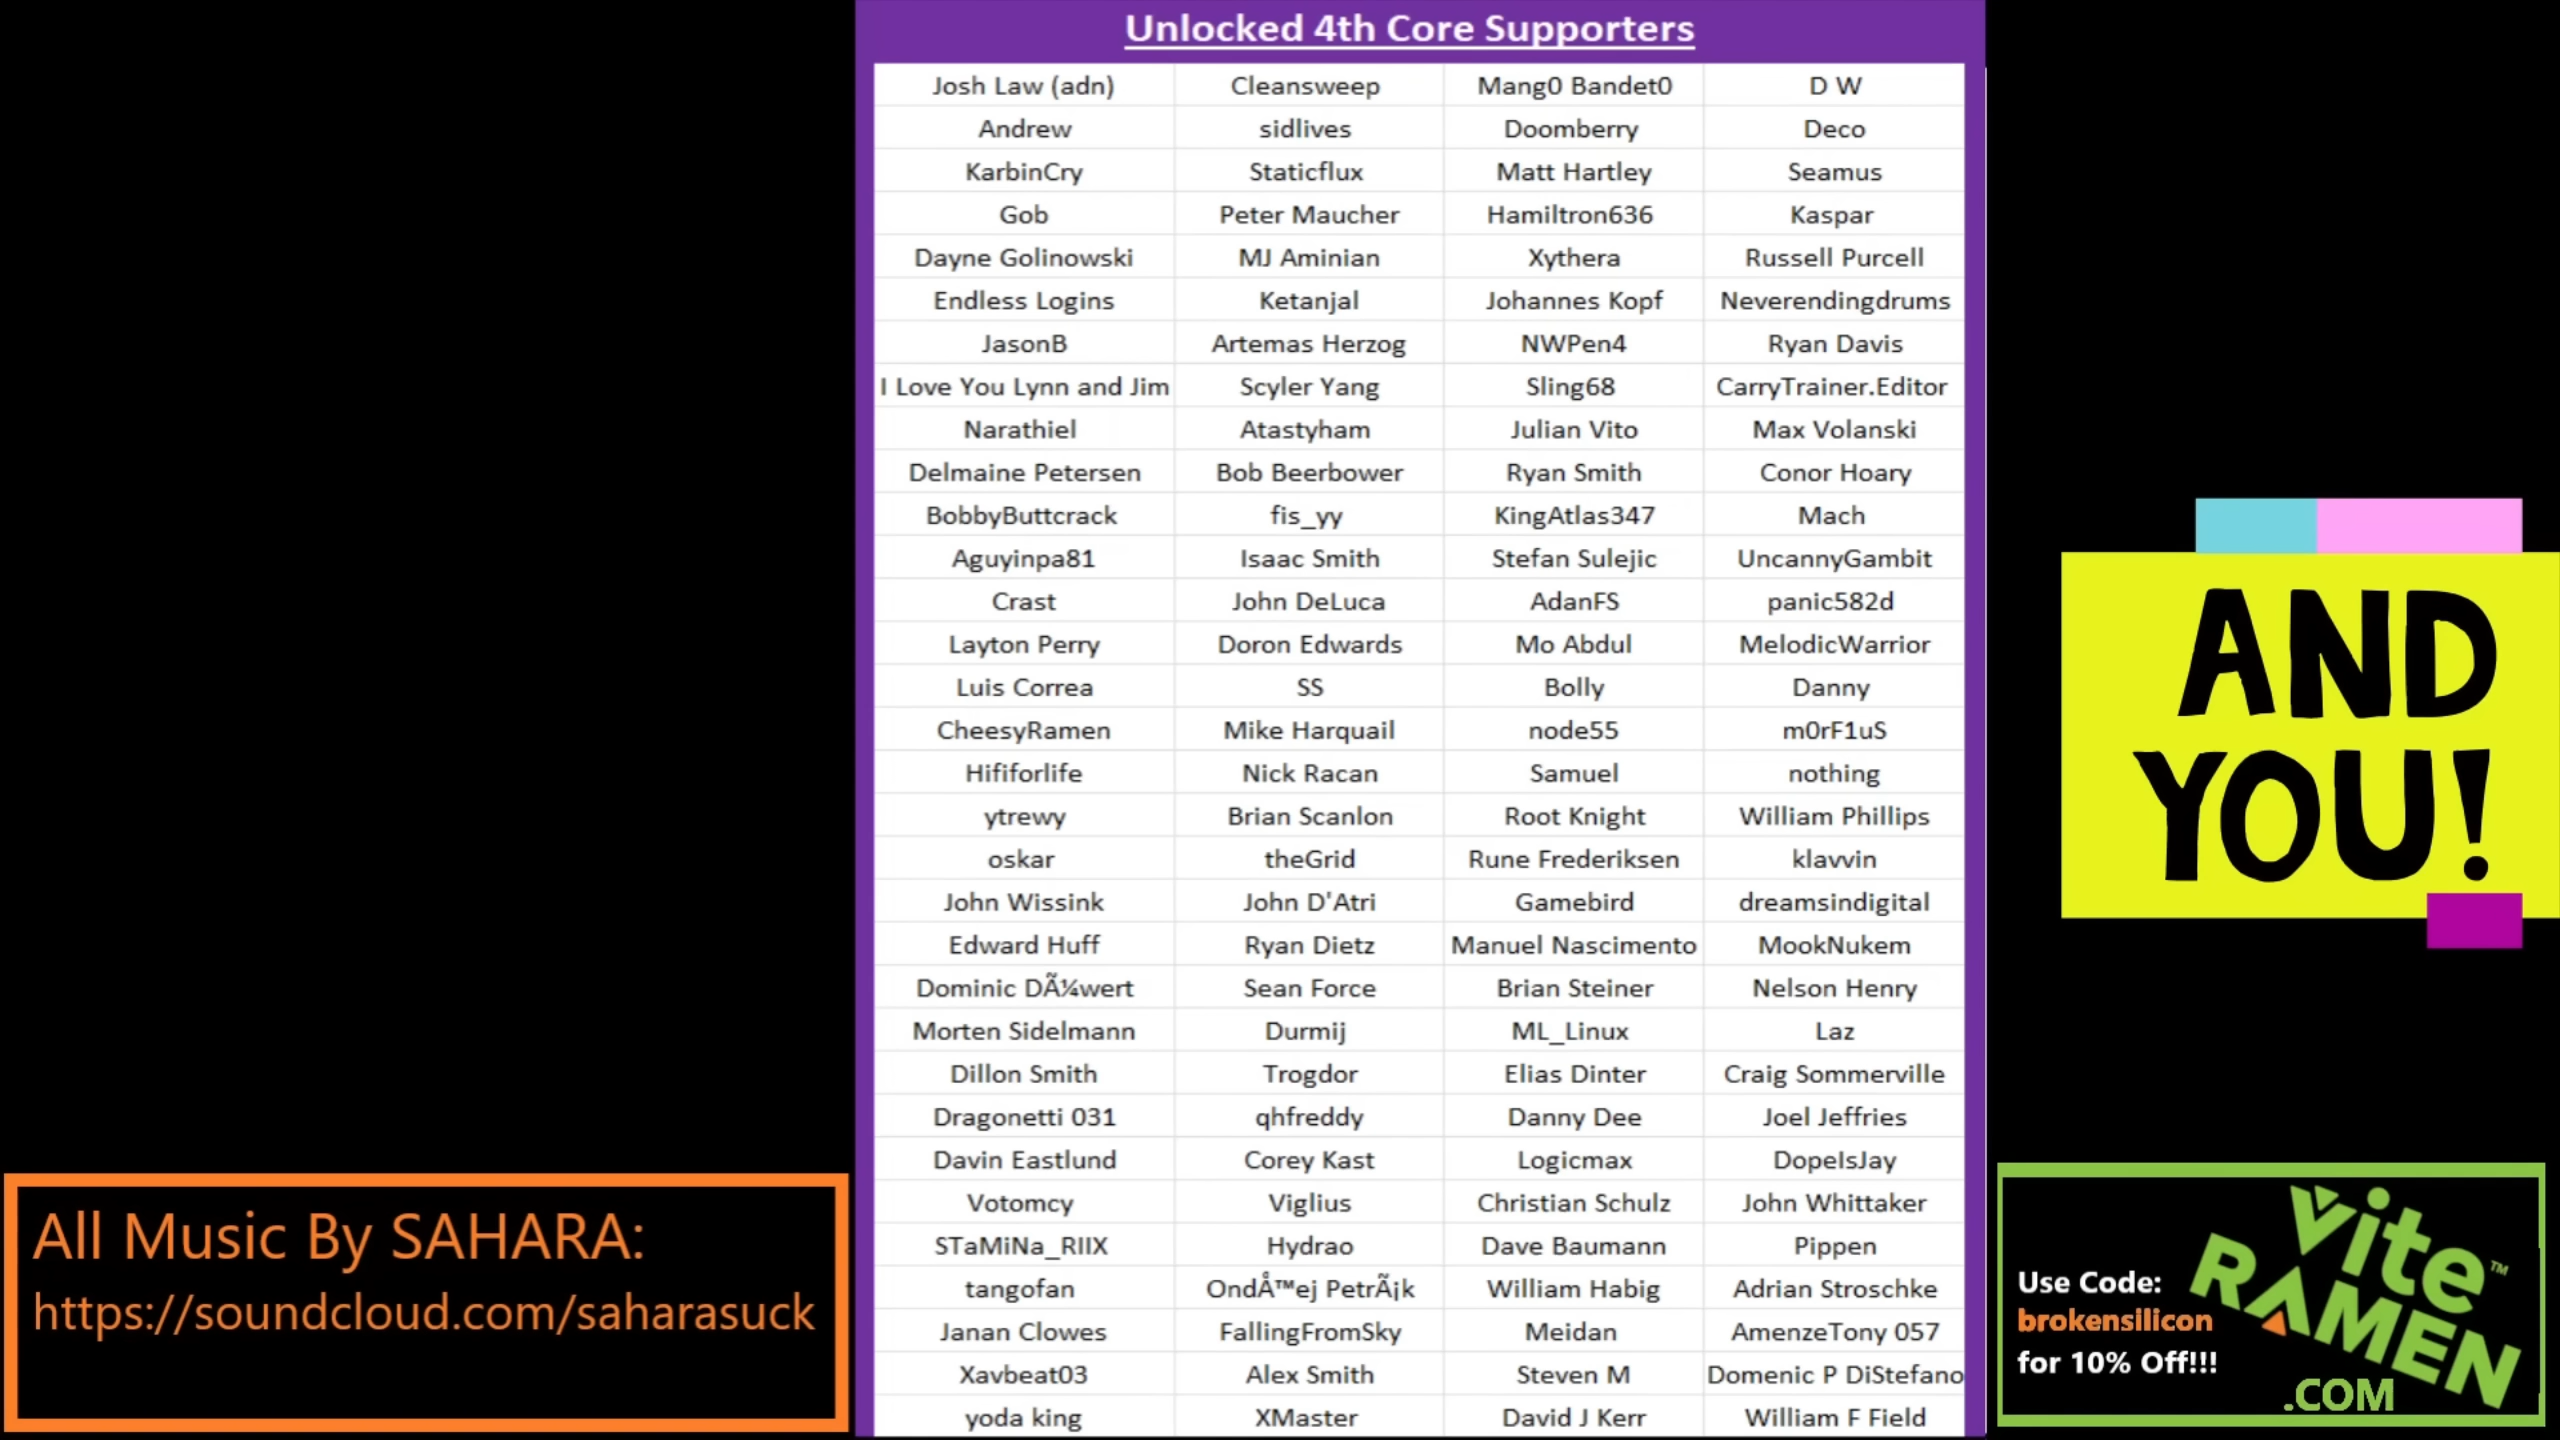 Unlocked 4th Core Supporters
Josh Law (adn) Cleansweep Mang0 Bandet0 D W
Andrew sidlives Doomberry Deco
KarbinCry Staticflux Matt Hartley Seamus
Gob Peter Maucher Hamiltron636 Kaspar
Dayne Golinowski MJ Aminian Xythera Russell Purcell
Endless Logins Ketanjal Johannes Kopf Neverendingdrums
JasonB Artemas Herzog NWPen4 Ryan Davis
I Love You Lynn and Jim Scyler Yang Sling68 CarryTrainer.Editor
Narathiel Atastyham Julian Vito Max Volanski
Delmaine Petersen Bob Beerbower Ryan Smith Conor Hoary
BobbyButtcrack fis_yy KingAtlas347 Mach
Aguyinpa81 Isaac Smith Stefan Sulejic UncannyGambit
Crast John DeLuca AdanFS panic582d
Layton Perry Doron Edwards Mo Abdul MelodicWarrior
Luis Correa SS Bolly Danny
CheesyRamen Mike Harquail node55 m0rF1uS
Hififorlife Nick Racan Samuel nothing
ytrewy Brian Scanlon Root Knight William Phillips
oskar theGrid Rune Frederiksen klavvin
John Wissink John D'Atri Gamebird dreamsindigital
Edward Huff Ryan Dietz Manuel Nascimento MookNukem
Dominic DÃ¼wert Sean Force Brian Steiner Nelson Henry
Morten Sidelmann Durmij ML_Linux Laz
Dillon Smith Trogdor Elias Dinter Craig Sommerville
Dragonetti 031 qhfreddy Danny Dee Joel Jeffries
Davin Eastlund Corey Kast Logicmax DopeIsJay
Votomcy Viglius Christian Schulz John Whittaker
STaMiNa_RIIX Hydrao Dave Baumann Pippen
tangofan OndÅ™ej PetrÃ¡k William Habig Adrian Stroschke
Janan Clowes FallingFromSky Meidan AmenzeTony 057
Xavbeat03 Alex Smith Steven M Domenic P DiStefano
yoda king XMaster David J Kerr William F Field
AND
YOU!
All Music By SAHARA:
https://soundcloud.com/saharasuck
Use Code:
brokensilicon
for 10% Off!!!
Vite™
RAMEN
.COM